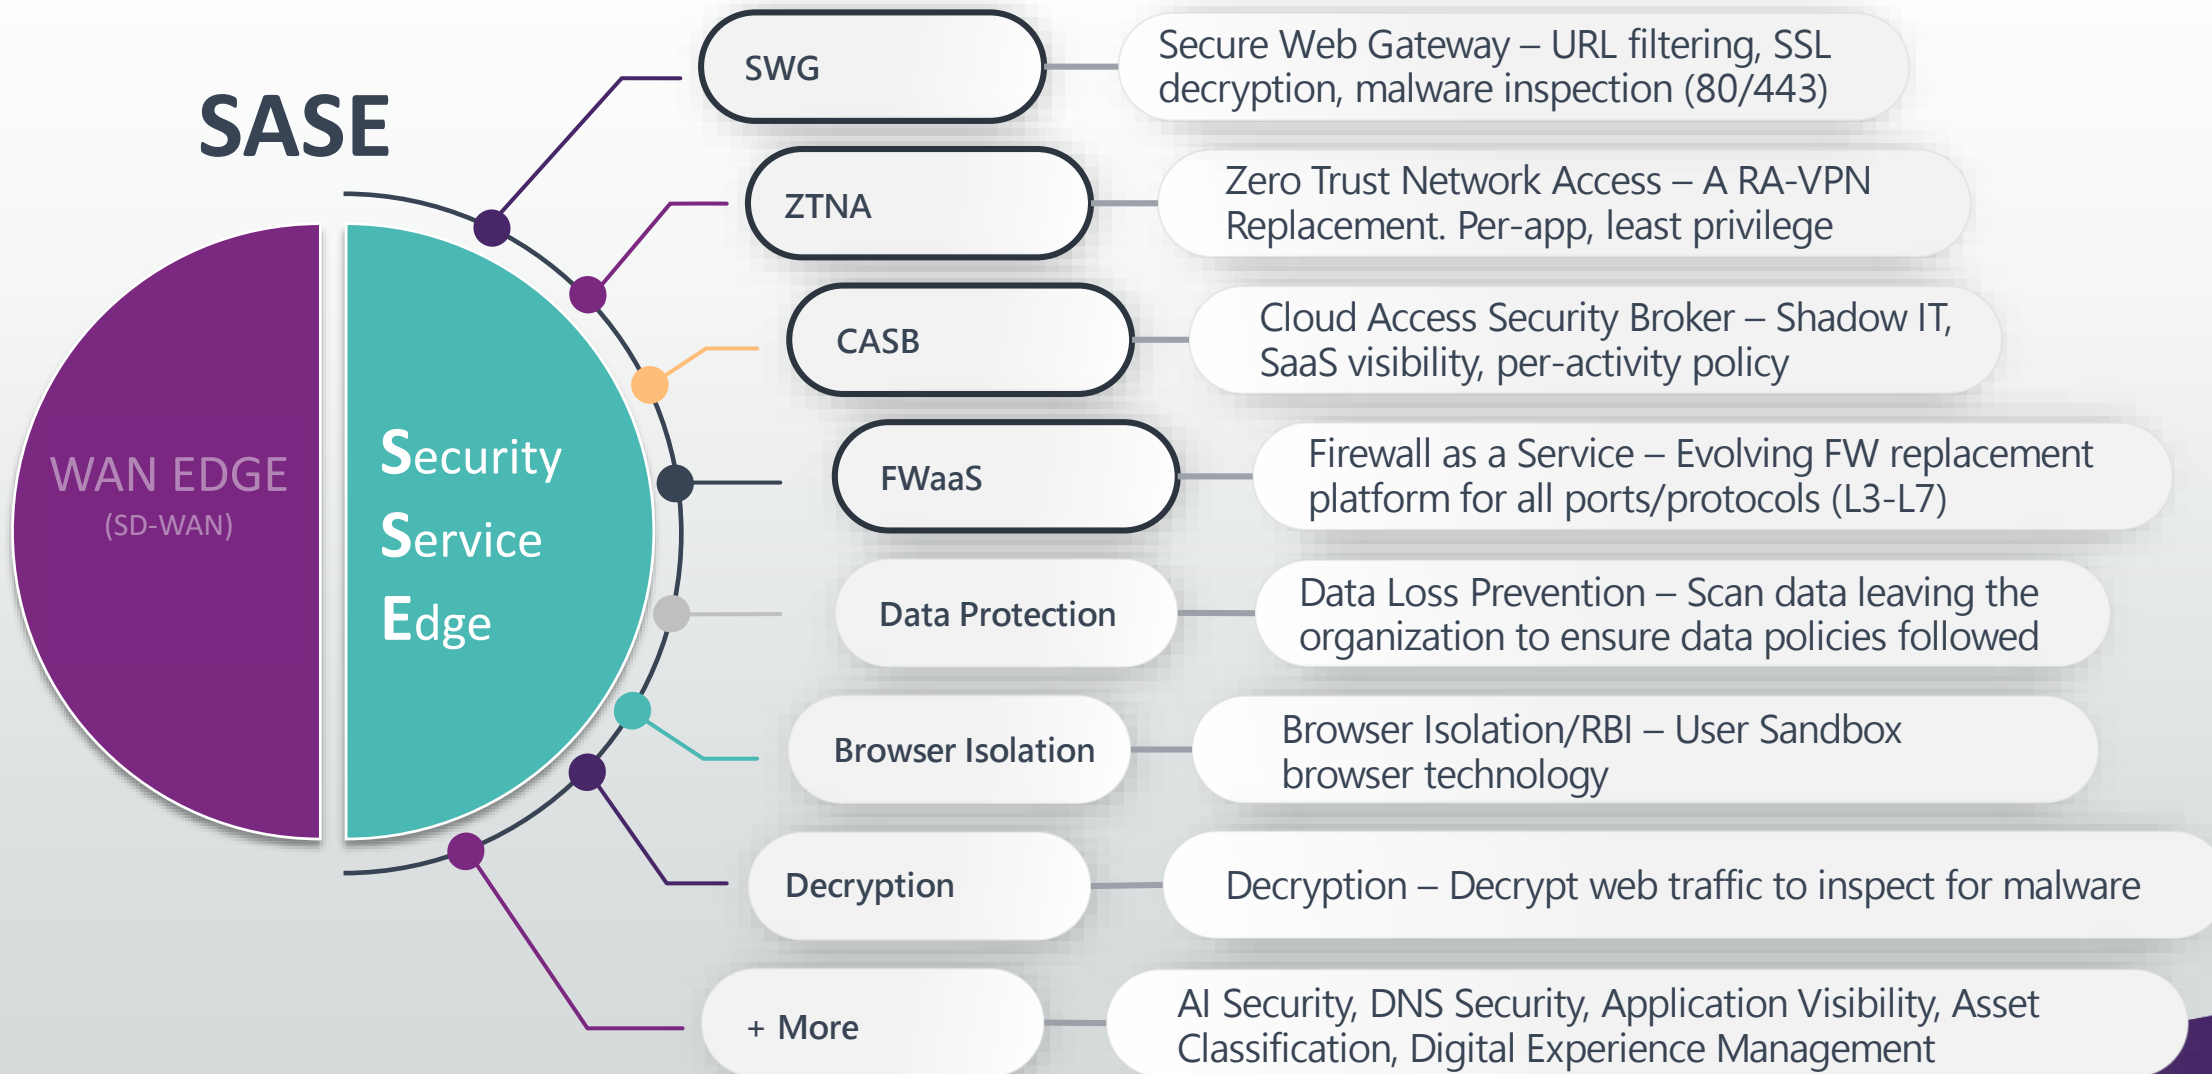 SASE
WAN EDGE
(SD-WAN)
Security
Service
Edge
SWG
Secure Web Gateway – URL filtering, SSL
decryption, malware inspection (80/443)
ZTNA
Zero Trust Network Access – A RA-VPN
Replacement. Per-app, least privilege
CASB
Cloud Access Security Broker – Shadow IT,
SaaS visibility, per-activity policy
FWaaS
Firewall as a Service – Evolving FW replacement
platform for all ports/protocols (L3-L7)
Data Protection
Data Loss Prevention – Scan data leaving the
organization to ensure data policies followed
Browser Isolation
Browser Isolation/RBI – User Sandbox
browser technology
Decryption
Decryption – Decrypt web traffic to inspect for malware
+ More
AI Security, DNS Security, Application Visibility, Asset
Classification, Digital Experience Management